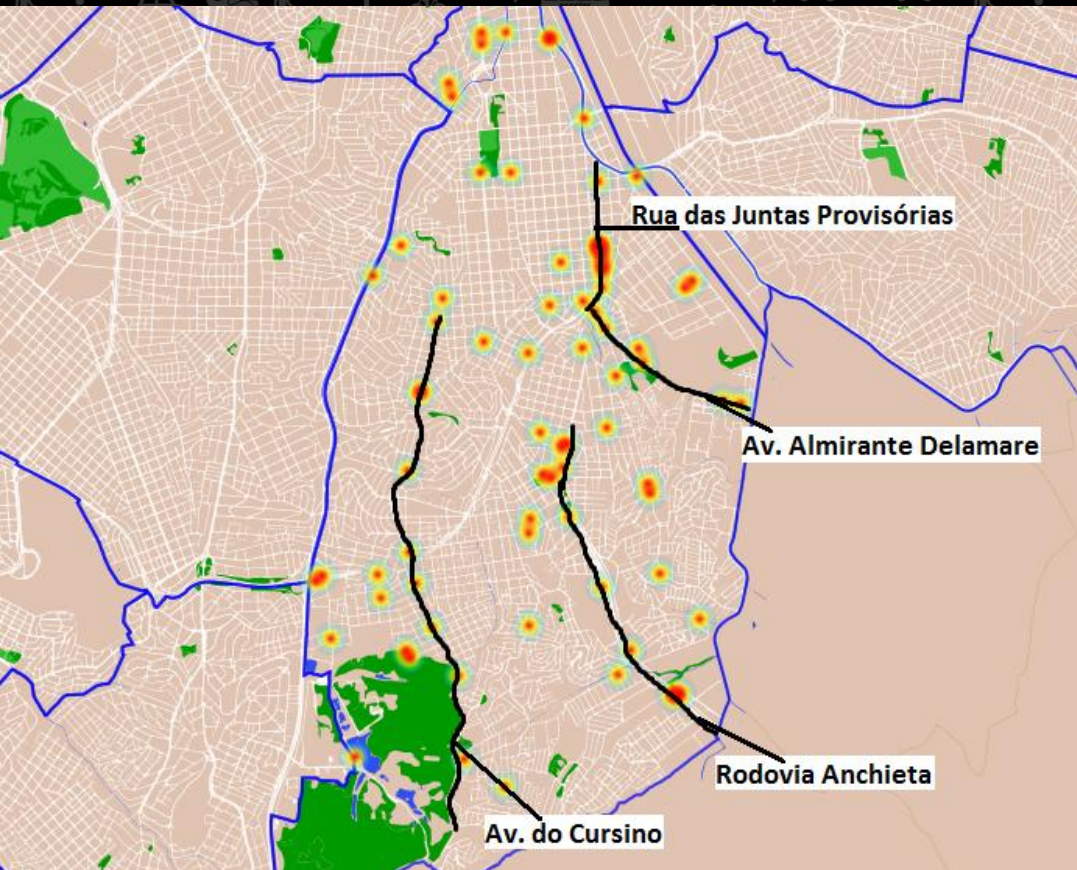 Rua das Juntas Provisórias
Av. Almirante Delamare
Rodovia Anchieta
Av. do Cursino